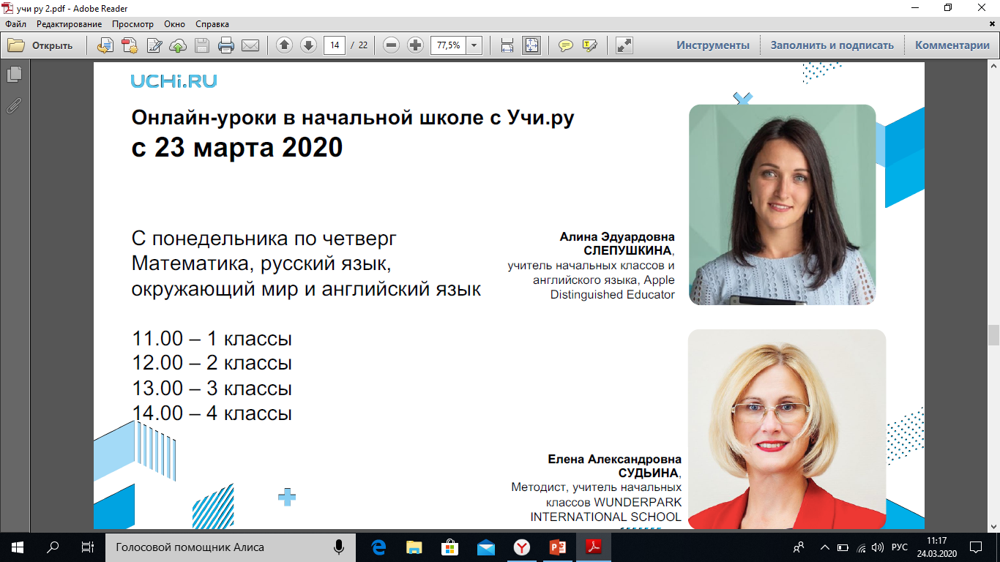 учи ру 2.pdf - Adobe Reader
Файл Редактирование Просмотр Окно Справка
Открыть 14 / 22 77,5% Инструменты Заполнить и подписать Комментарии
UCHi.RU
Онлайн-уроки в начальной школе с Учи.ру
с 23 марта 2020
С понедельника по четверг
Математика, русский язык,
окружающий мир и английский язык
11.00 – 1 классы
12.00 – 2 классы
13.00 – 3 классы
14.00 – 4 классы
Алина Эдуардовна
СЛЕПУШКИНА,
учитель начальных классов и
английского языка, Apple
Distinguished Educator
Елена Александровна
СУДЬИНА,
Методист, учитель начальных
классов WUNDERPARK
INTERNATIONAL SCHOOL
Голосовой помощник Алиса
РУС
11:17
24.03.2020